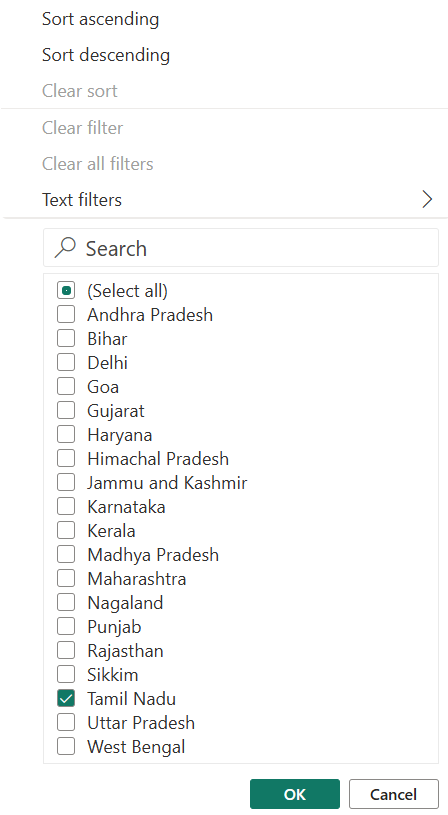 Sort ascending
Sort descending
Clear sort
Clear filter
Clear all filters
Text filters
Search
(Select all)
Andhra Pradesh
Bihar
Delhi
Goa
Gujarat
Haryana
Himachal Pradesh
Jammu and Kashmir
Karnataka
Kerala
Madhya Pradesh
Maharashtra
Nagaland
Punjab
Rajasthan
Sikkim
Tamil Nadu
Uttar Pradesh
West Bengal
OK Cancel